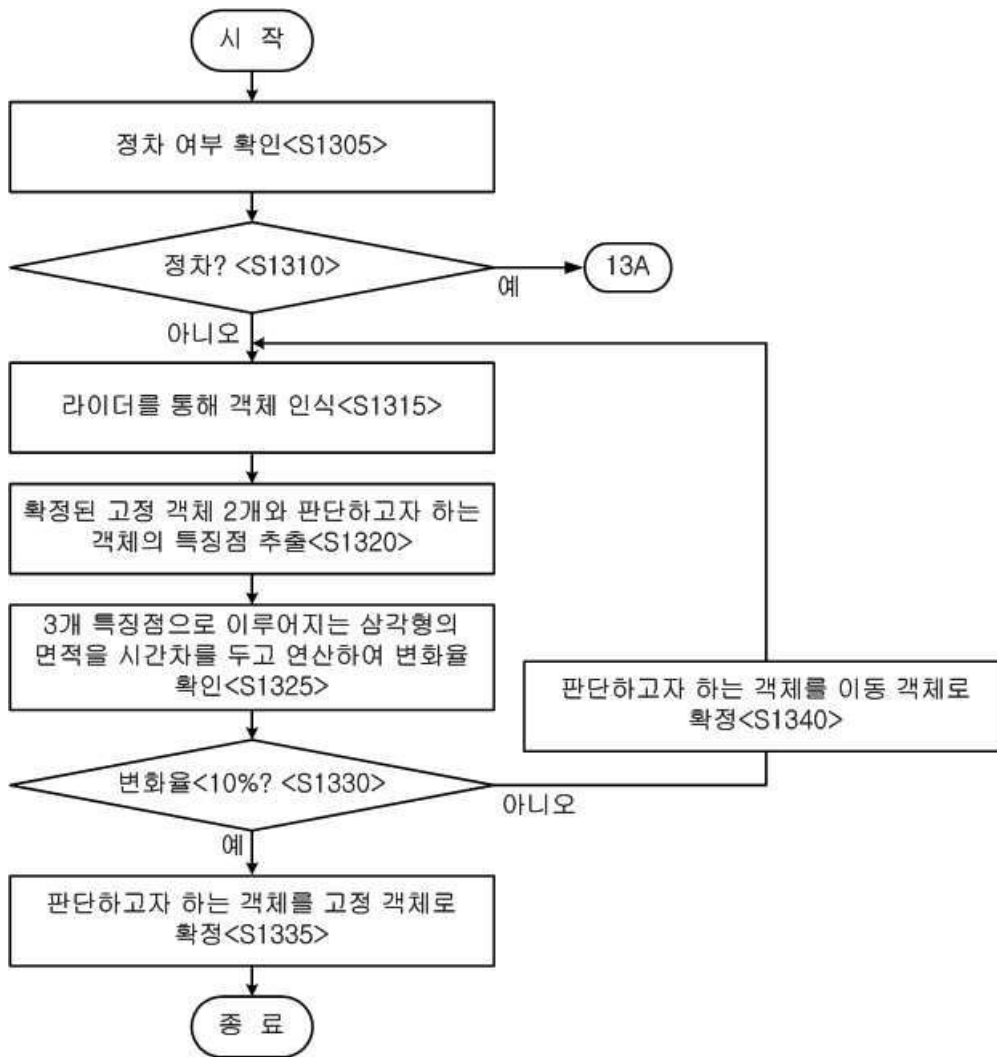 시 작
정차 여부 확인<S1305>
정차? <S1310>
예
13A
아니오
라이더를 통해 객체 인식<S1315>
확정된 고정 객체 2개와 판단하고자 하는
객체의 특징점 추출<S1320>
3개 특징점으로 이루어지는 삼각형의
면적을 시간차를 두고 연산하여 변화율
확인<S1325>
판단하고자 하는 객체를 이동 객체로
확정<S1340>
변화율<10%? <S1330>
아니오
예
판단하고자 하는 객체를 고정 객체로
확정<S1335>
종 료